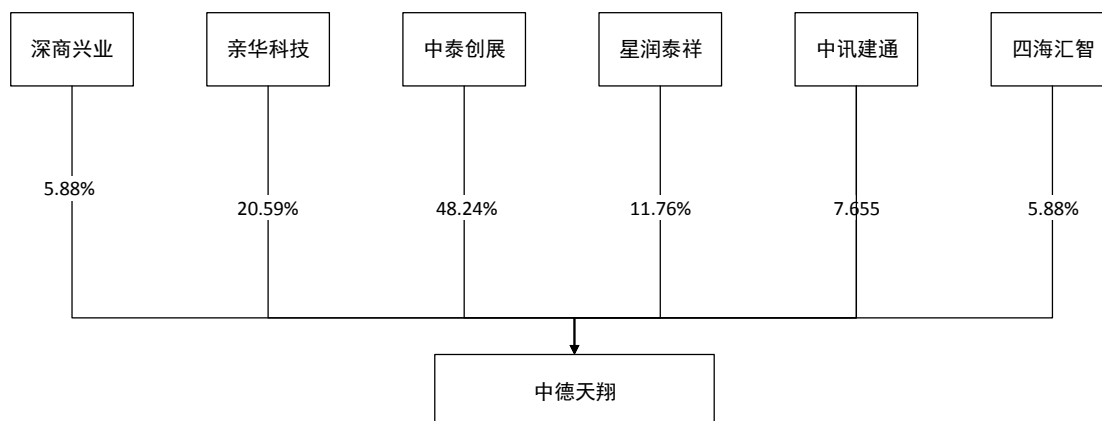 深商兴业
亲华科技
中泰创展
星润泰祥
中讯建通
四海汇智
5.88%
20.59%
48.24%
11.76%
7.655
5.88%
中德天翔